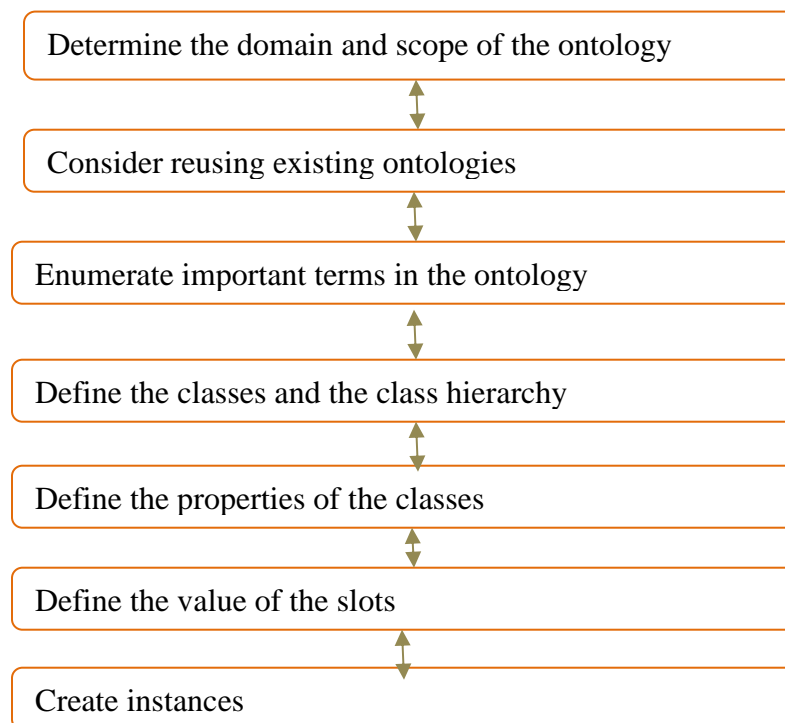 Determine the domain and scope of the ontology
Consider reusing existing ontologies
Enumerate important terms in the ontology
Define the classes and the class hierarchy
Define the properties of the classes
Define the value of the slots
Create instances